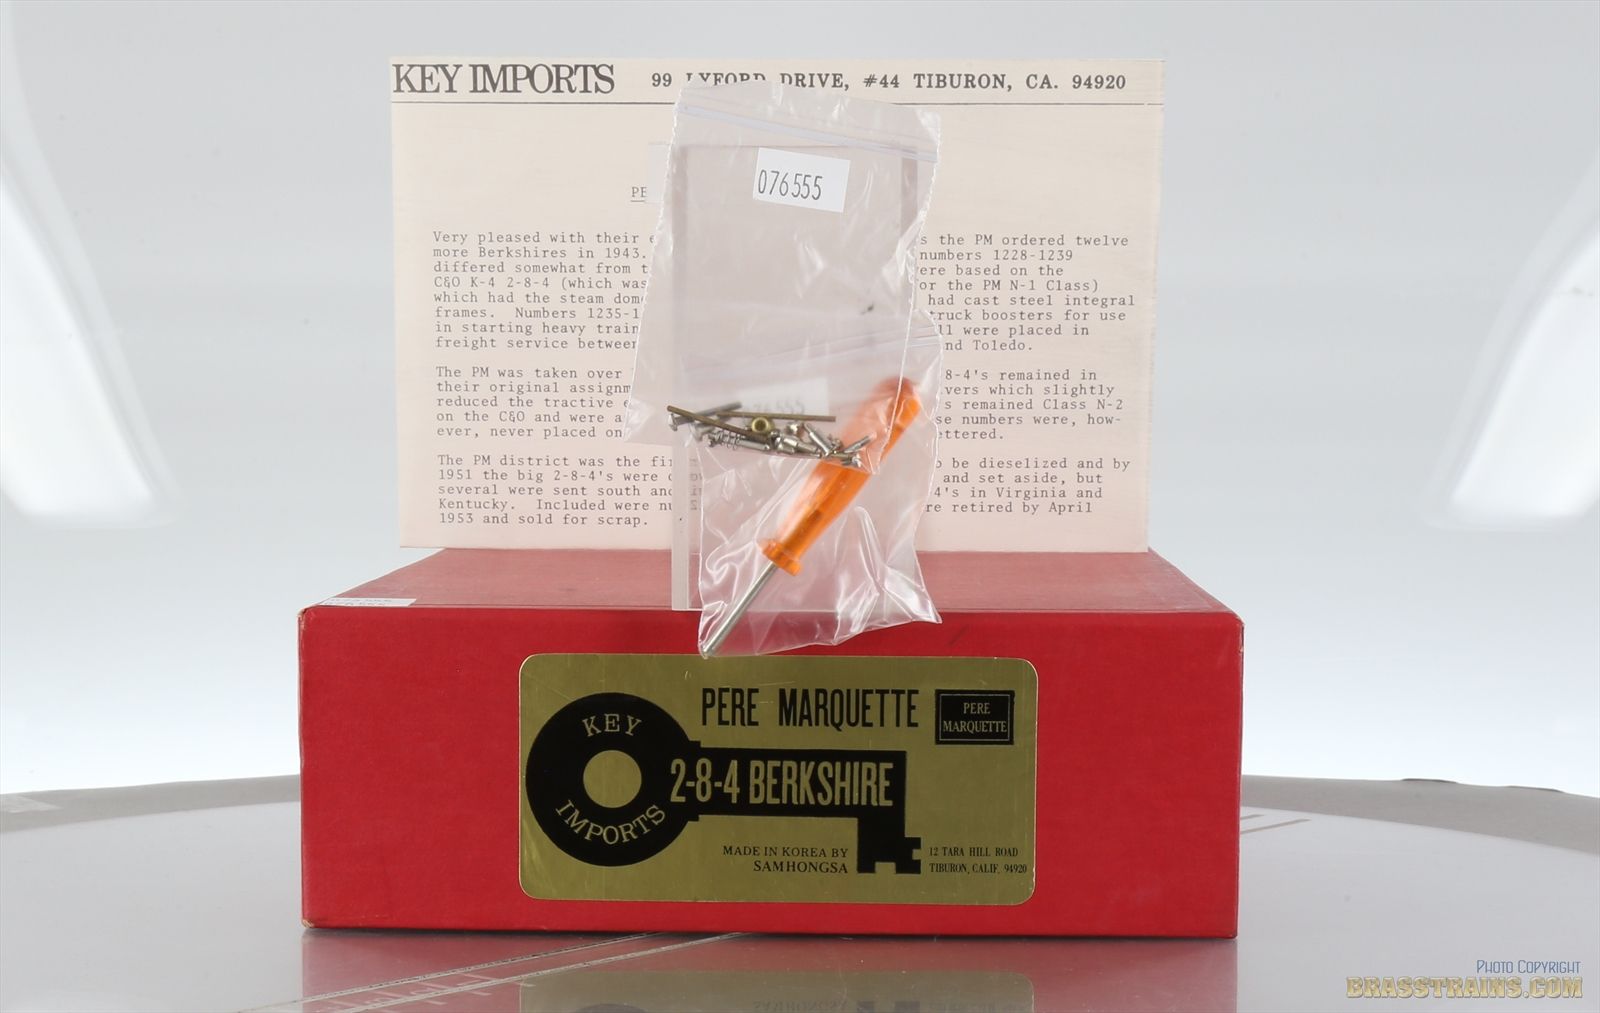 KEY IMPORTS 99 LYFORD DRIVE, #44 TIBURON, CA. 94920
076555
PE
Very pleased with their e s the PM ordered twelve
more Berkshires in 1943. numbers 1228-1239
differed somewhat from t ere based on the
C&O K-4 2-8-4 (which was or the PM N-1 Class)
which had the steam dom had cast steel integral
frames. Numbers 1235-1 truck boosters for use
in starting heavy train ll were placed in
freight service between nd Toledo.
The PM was taken over 8-4's remained in
their original assignm vers which slightly
reduced the tractive e s remained Class N-2
on the C&O and were a se numbers were, how-
ever, never placed on ettered.
The PM district was the fir o be dieselized and by
1951 the big 2-8-4's were and set aside, but
several were sent south and 4's in Virginia and
Kentucky. Included were nu re retired by April
1953 and sold for scrap.
PERE MARQUETTE
PERE
MARQUETTE
KEY
IMPORTS
2-8-4 BERKSHIRE
MADE IN KOREA BY
SAMHONGSA
12 TARA HILL ROAD
TIBURON, CALIF. 94920
PHOTO COPYRIGHT
BRASSTRAINS.COM